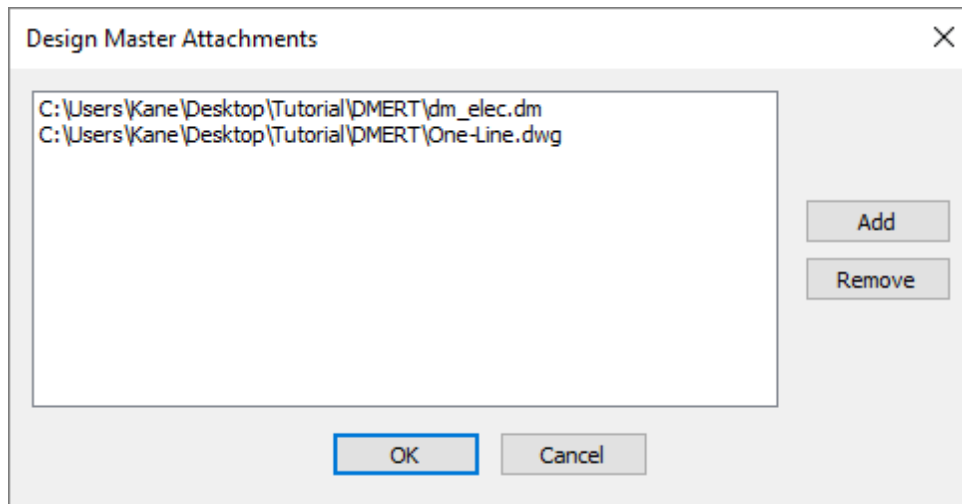 Design Master Attachments
C:\Users\Kane\Desktop\Tutorial\DMERT\dm_elec.dm
C:\Users\Kane\Desktop\Tutorial\DMERT\One-Line.dwg
Add
Remove
OK
Cancel